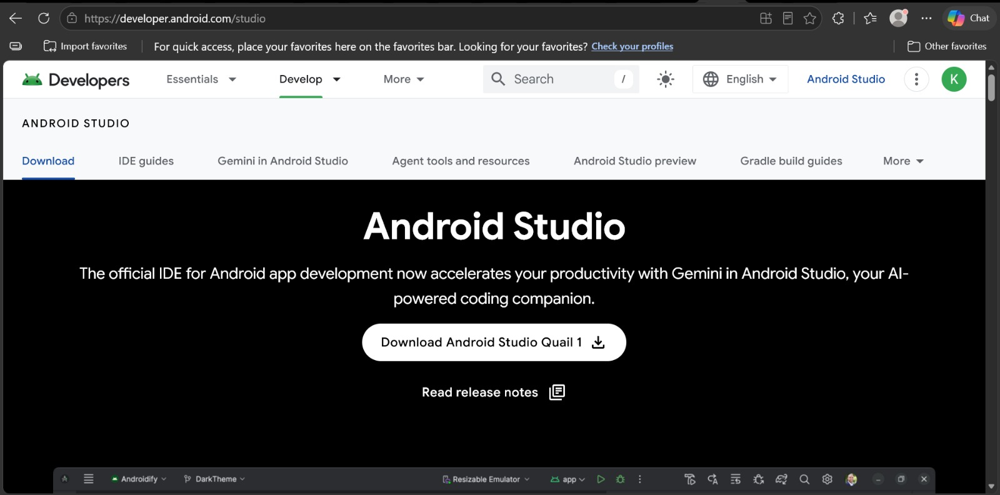 https://developer.android.com/studio
Chat
Import favorites
For quick access, place your favorites here on the favorites bar. Looking for your favorites? Check your profiles
Other favorites
Developers
Essentials
Develop
More
Search
/
English
Android Studio
K
ANDROID STUDIO
Download
IDE guides
Gemini in Android Studio
Agent tools and resources
Android Studio preview
Gradle build guides
More
Android Studio
The official IDE for Android app development now accelerates your productivity with Gemini in Android Studio, your AI-
powered coding companion.
Download Android Studio Quail 1
Read release notes
Androidify
DarkTheme
Resizable Emulator
app